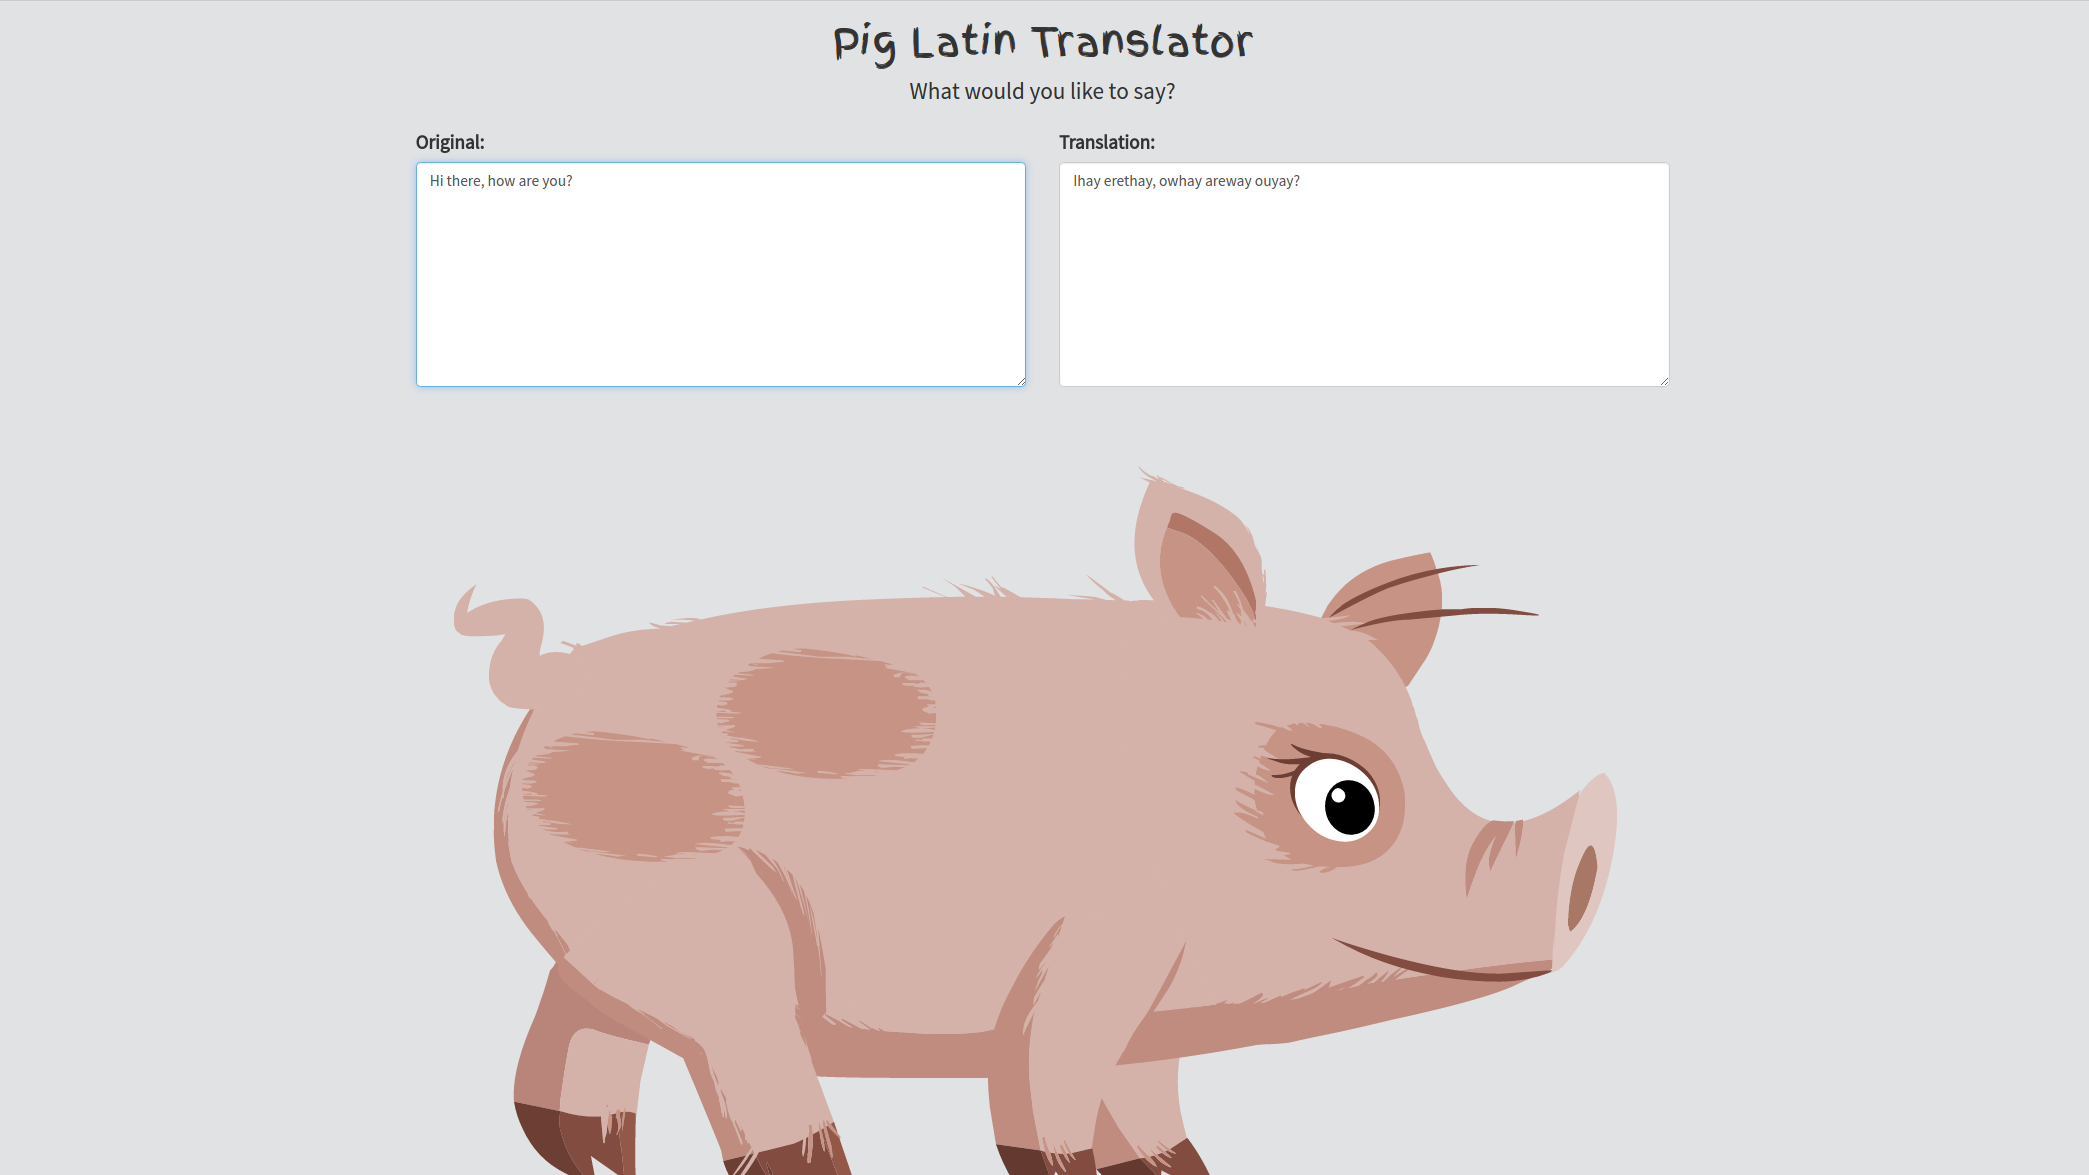 Pig Latin Translator
What would you like to say?
Original:
Translation:
Hi there, how are you?
Ihay erethay, owhay areway ouyay?